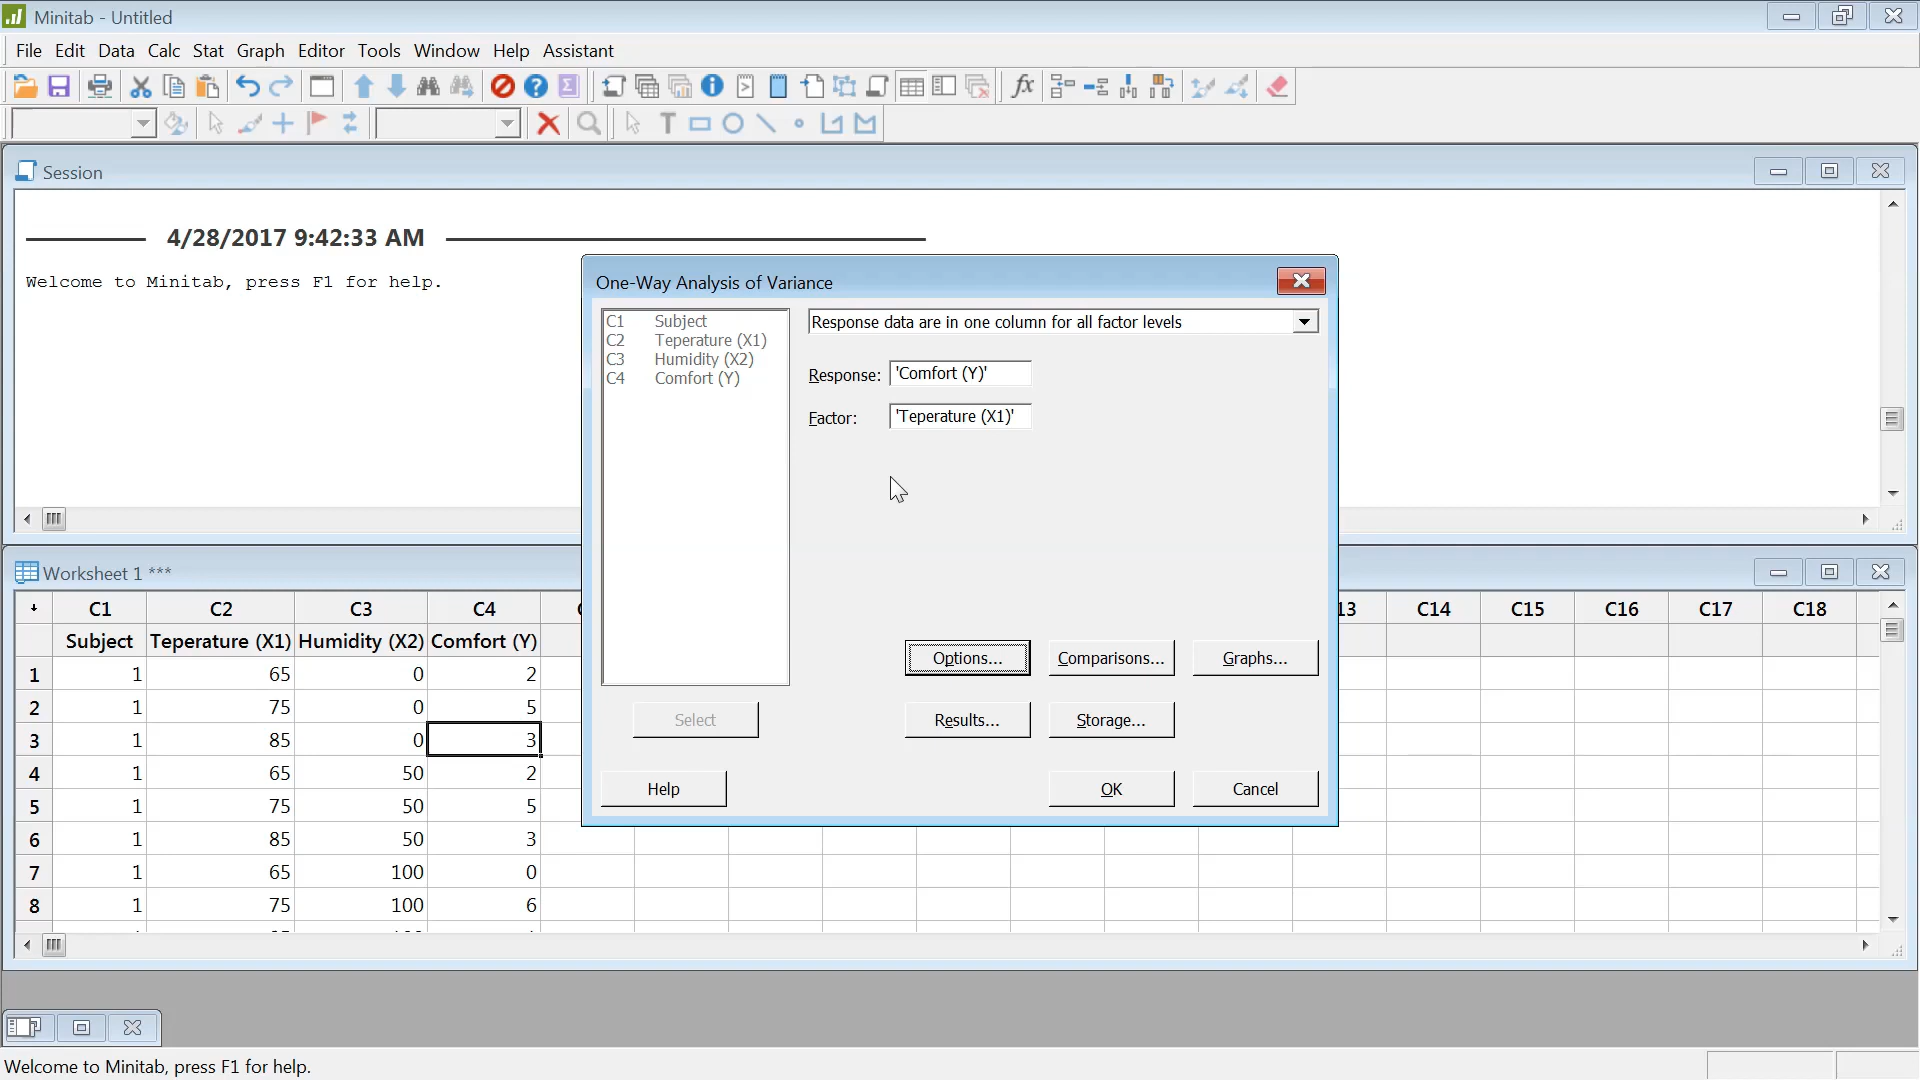 Minitab - Untitled
File Edit Data Calc Stat Graph Editor Tools Window Help Assistant
Session
4/28/2017 9:42:33 AM
Welcome to Minitab, press F1 for help.
One-Way Analysis of Variance
C1 Subject
C2 Teperature (X1)
C3 Humidity (X2)
C4 Comfort (Y)
Response data are in one column for all factor levels
Response: 'Comfort (Y)'
Factor: 'Teperature (X1)'
Options... Comparisons... Graphs...
Select Results... Storage...
Help OK Cancel
Worksheet 1 ***
C1 C2 C3 C4 13 C14 C15 C16 C17 C18
Subject Teperature (X1) Humidity (X2) Comfort (Y)
1 1 65 0 2
2 1 75 0 5
3 1 85 0 3
4 1 65 50 2
5 1 75 50 5
6 1 85 50 3
7 1 65 100 0
8 1 75 100 6
Welcome to Minitab, press F1 for help.